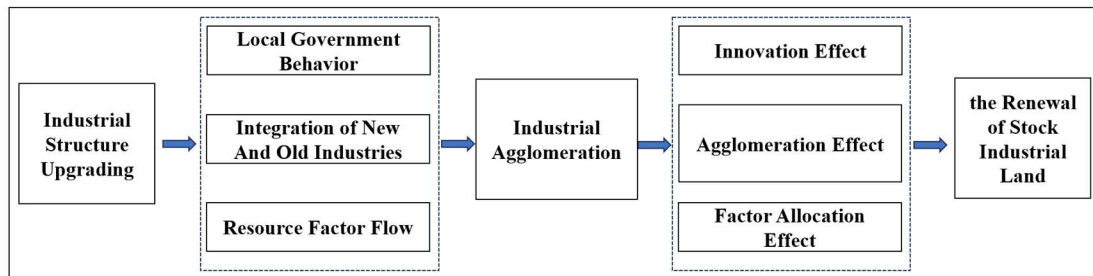 Industrial
Structure
Upgrading
Local Government
Behavior
Integration of New
And Old Industries
Resource Factor Flow
Industrial
Agglomeration
Innovation Effect
Agglomeration Effect
Factor Allocation
Effect
the Renewal
of Stock
Industrial
Land